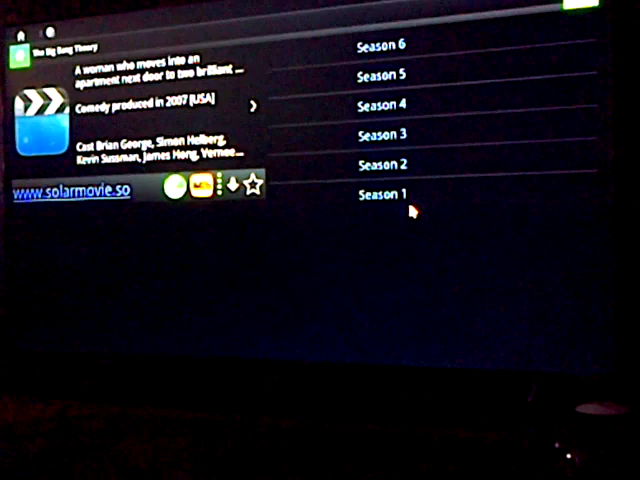 The Big Bang Theory
A woman who moves into an
apartment next door to two brilliant ...
Comedy produced in 2007 [USA]
Cast Brian George, Simon Helberg,
Kevin Sussman, James Hong, Vernee...
www.solarmovie.so
Season 6
Season 5
Season 4
Season 3
Season 2
Season 1